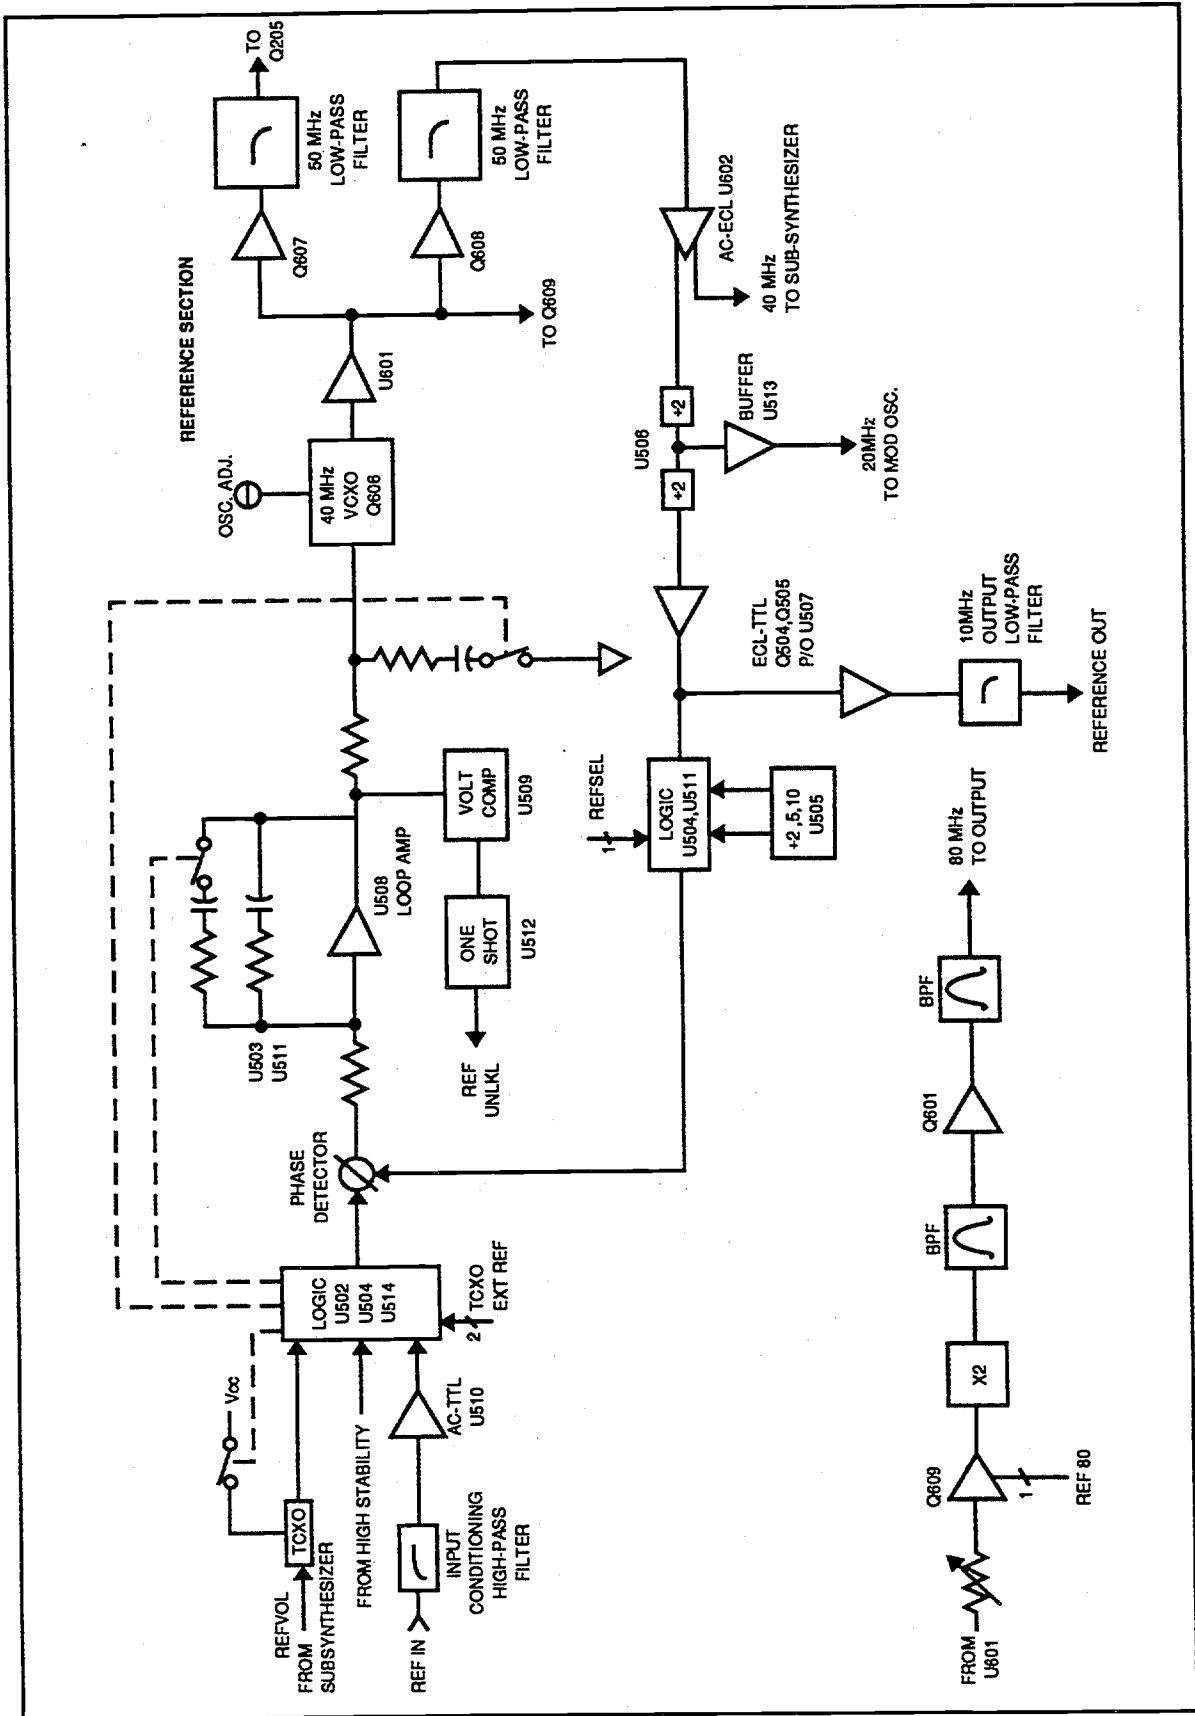 REFERENCE SECTION
REFVOL
FROM
SUBSYNTHESIZER
TCXO
Vcc
FROM HIGH STABILITY
REF IN
INPUT
CONDITIONING
HIGH-PASS
FILTER
AC-TTL
U510
LOGIC
U502
U504
U514
2
TCXO
EXT REF
PHASE
DETECTOR
U503
U511
U508
LOOP AMP
REF
UNLKL
ONE
SHOT
U512
VOLT
COMP
U509
OSC. ADJ.
40 MHz
VCXO
Q606
U601
Q607
50 MHz
LOW-PASS
FILTER
TO
Q205
Q608
50 MHz
LOW-PASS
FILTER
TO Q609
AC-ECL U602
40 MHz
TO SUB-SYNTHESIZER
U506
÷2
÷2
BUFFER
U513
20MHz
TO MOD OSC.
ECL-TTL
Q504,Q505
P/O U507
REFSEL
1
LOGIC
U504,U511
÷2,5,10
U505
10MHz
OUTPUT
LOW-PASS
FILTER
REFERENCE OUT
FROM
U601
Q609
1
REF 80
X2
BPF
Q601
BPF
80 MHz
TO OUTPUT